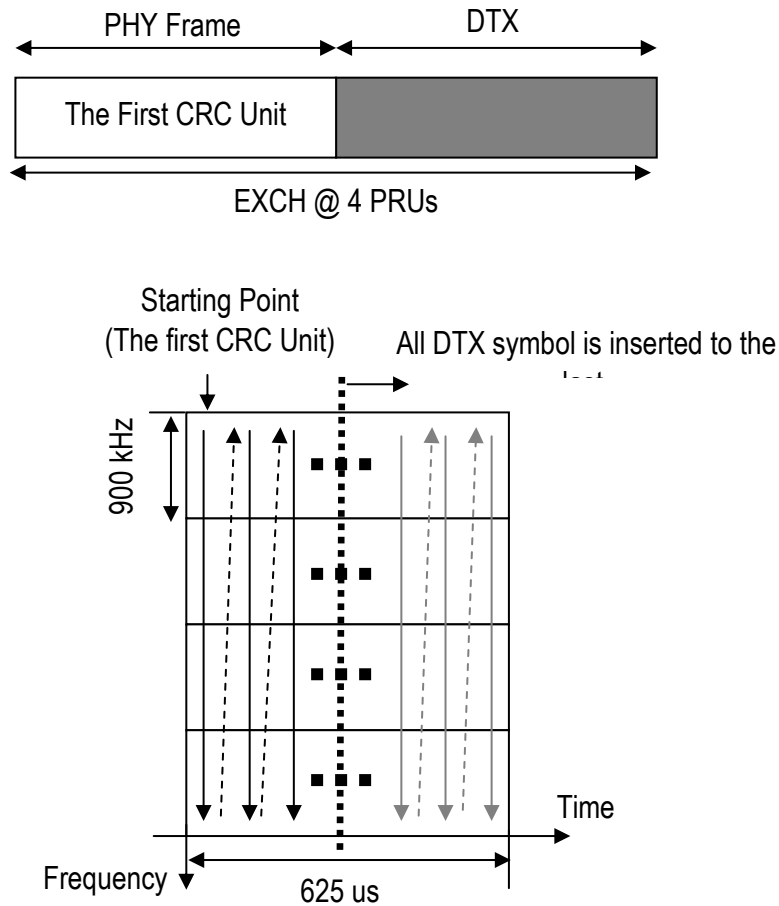 PHY Frame
DTX
The First CRC Unit
EXCH @ 4 PRUs
Starting Point
(The first CRC Unit)
All DTX symbol is inserted to the
900 kHz
Time
Frequency
625 us